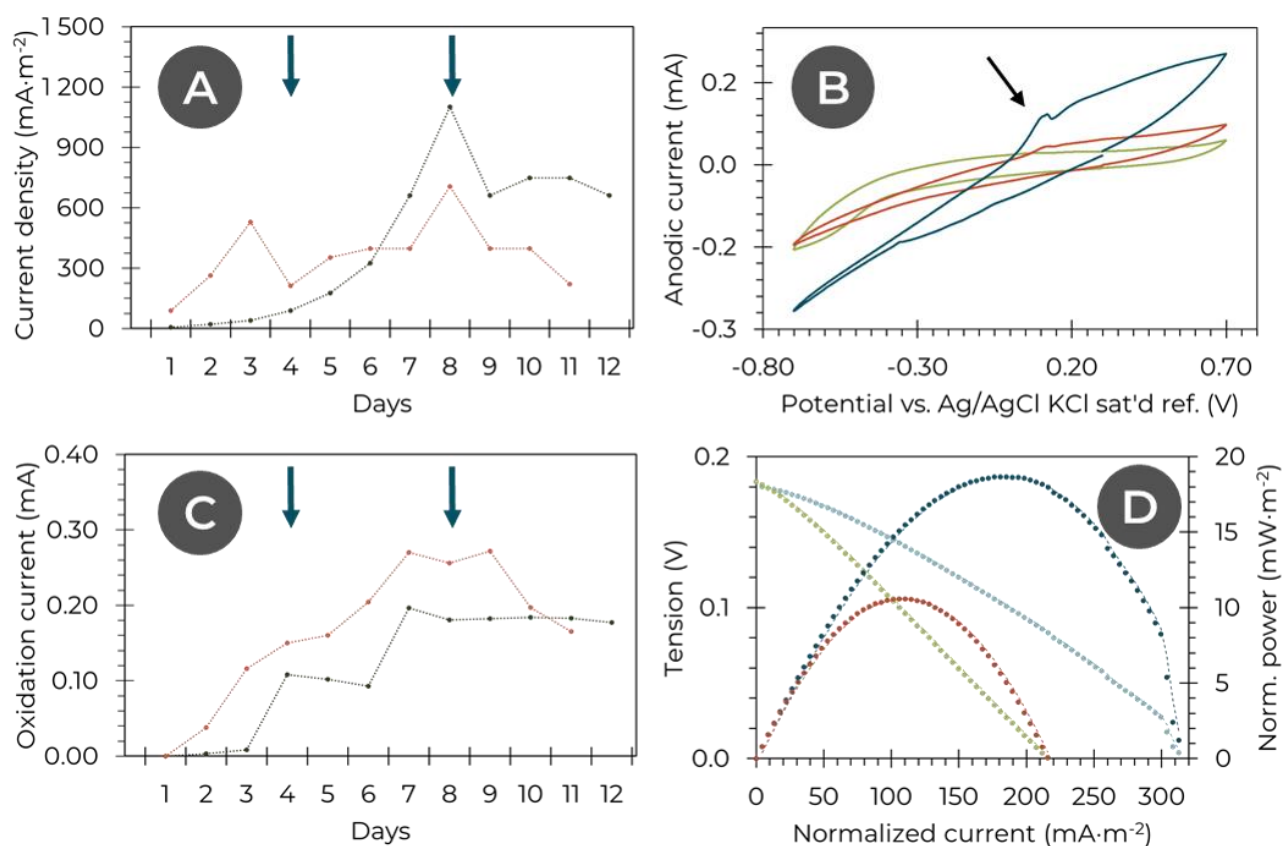 A
Current density (mA·m⁻²)
1500
1200
900
600
300
0
1 2 3 4 5 6 7 8 9 10 11 12
Days
B
Anodic current (mA)
0.2
0.0
-0.2
-0.3
-0.80 -0.30 0.20 0.70
Potential vs. Ag/AgCl KCl sat'd ref. (V)
C
Oxidation current (mA)
0.40
0.30
0.20
0.10
0.00
1 2 3 4 5 6 7 8 9 10 11 12
Days
D
Tension (V)
0.2
0.1
0.0
20
15
10
5
0
Norm. power (mW·m⁻²)
0 50 100 150 200 250 300
Normalized current (mA·m⁻²)